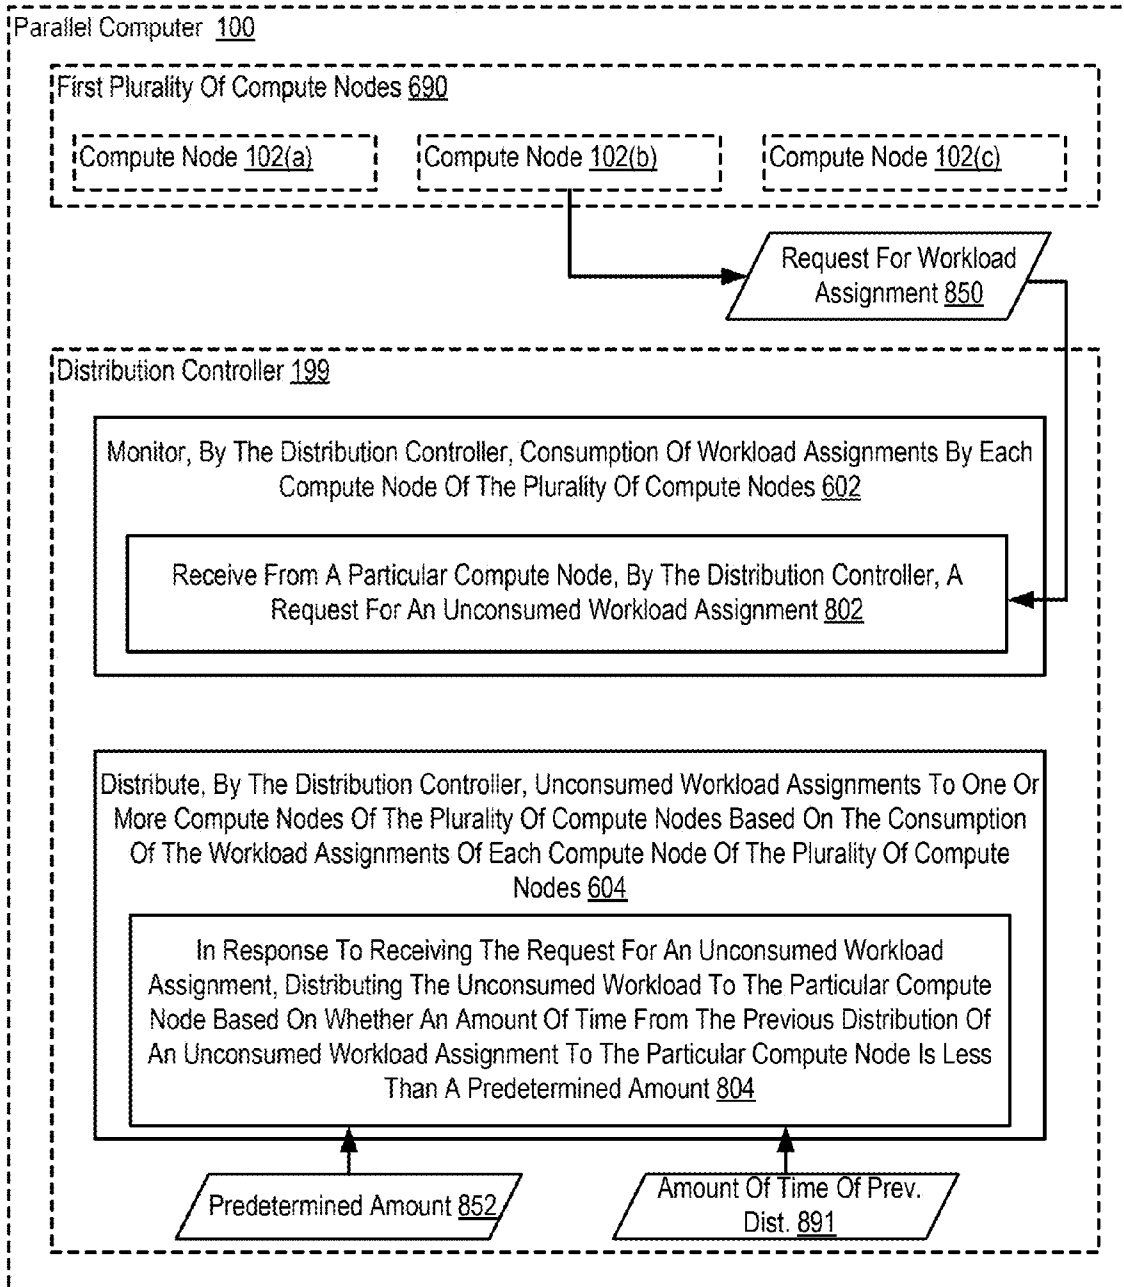 Parallel Computer 100
First Plurality Of Compute Nodes 690
Compute Node 102(a)
Compute Node 102(b)
Compute Node 102(c)
Request For Workload
Assignment 850
Distribution Controller 199
Monitor, By The Distribution Controller, Consumption Of Workload Assignments By Each
Compute Node Of The Plurality Of Compute Nodes 602
Receive From A Particular Compute Node, By The Distribution Controller, A
Request For An Unconsumed Workload Assignment 802
Distribute, By The Distribution Controller, Unconsumed Workload Assignments To One Or
More Compute Nodes Of The Plurality Of Compute Nodes Based On The Consumption
Of The Workload Assignments Of Each Compute Node Of The Plurality Of Compute
Nodes 604
In Response To Receiving The Request For An Unconsumed Workload
Assignment, Distributing The Unconsumed Workload To The Particular Compute
Node Based On Whether An Amount Of Time From The Previous Distribution Of
An Unconsumed Workload Assignment To The Particular Compute Node Is Less
Than A Predetermined Amount 804
Predetermined Amount 852
Amount Of Time Of Prev.
Dist. 891